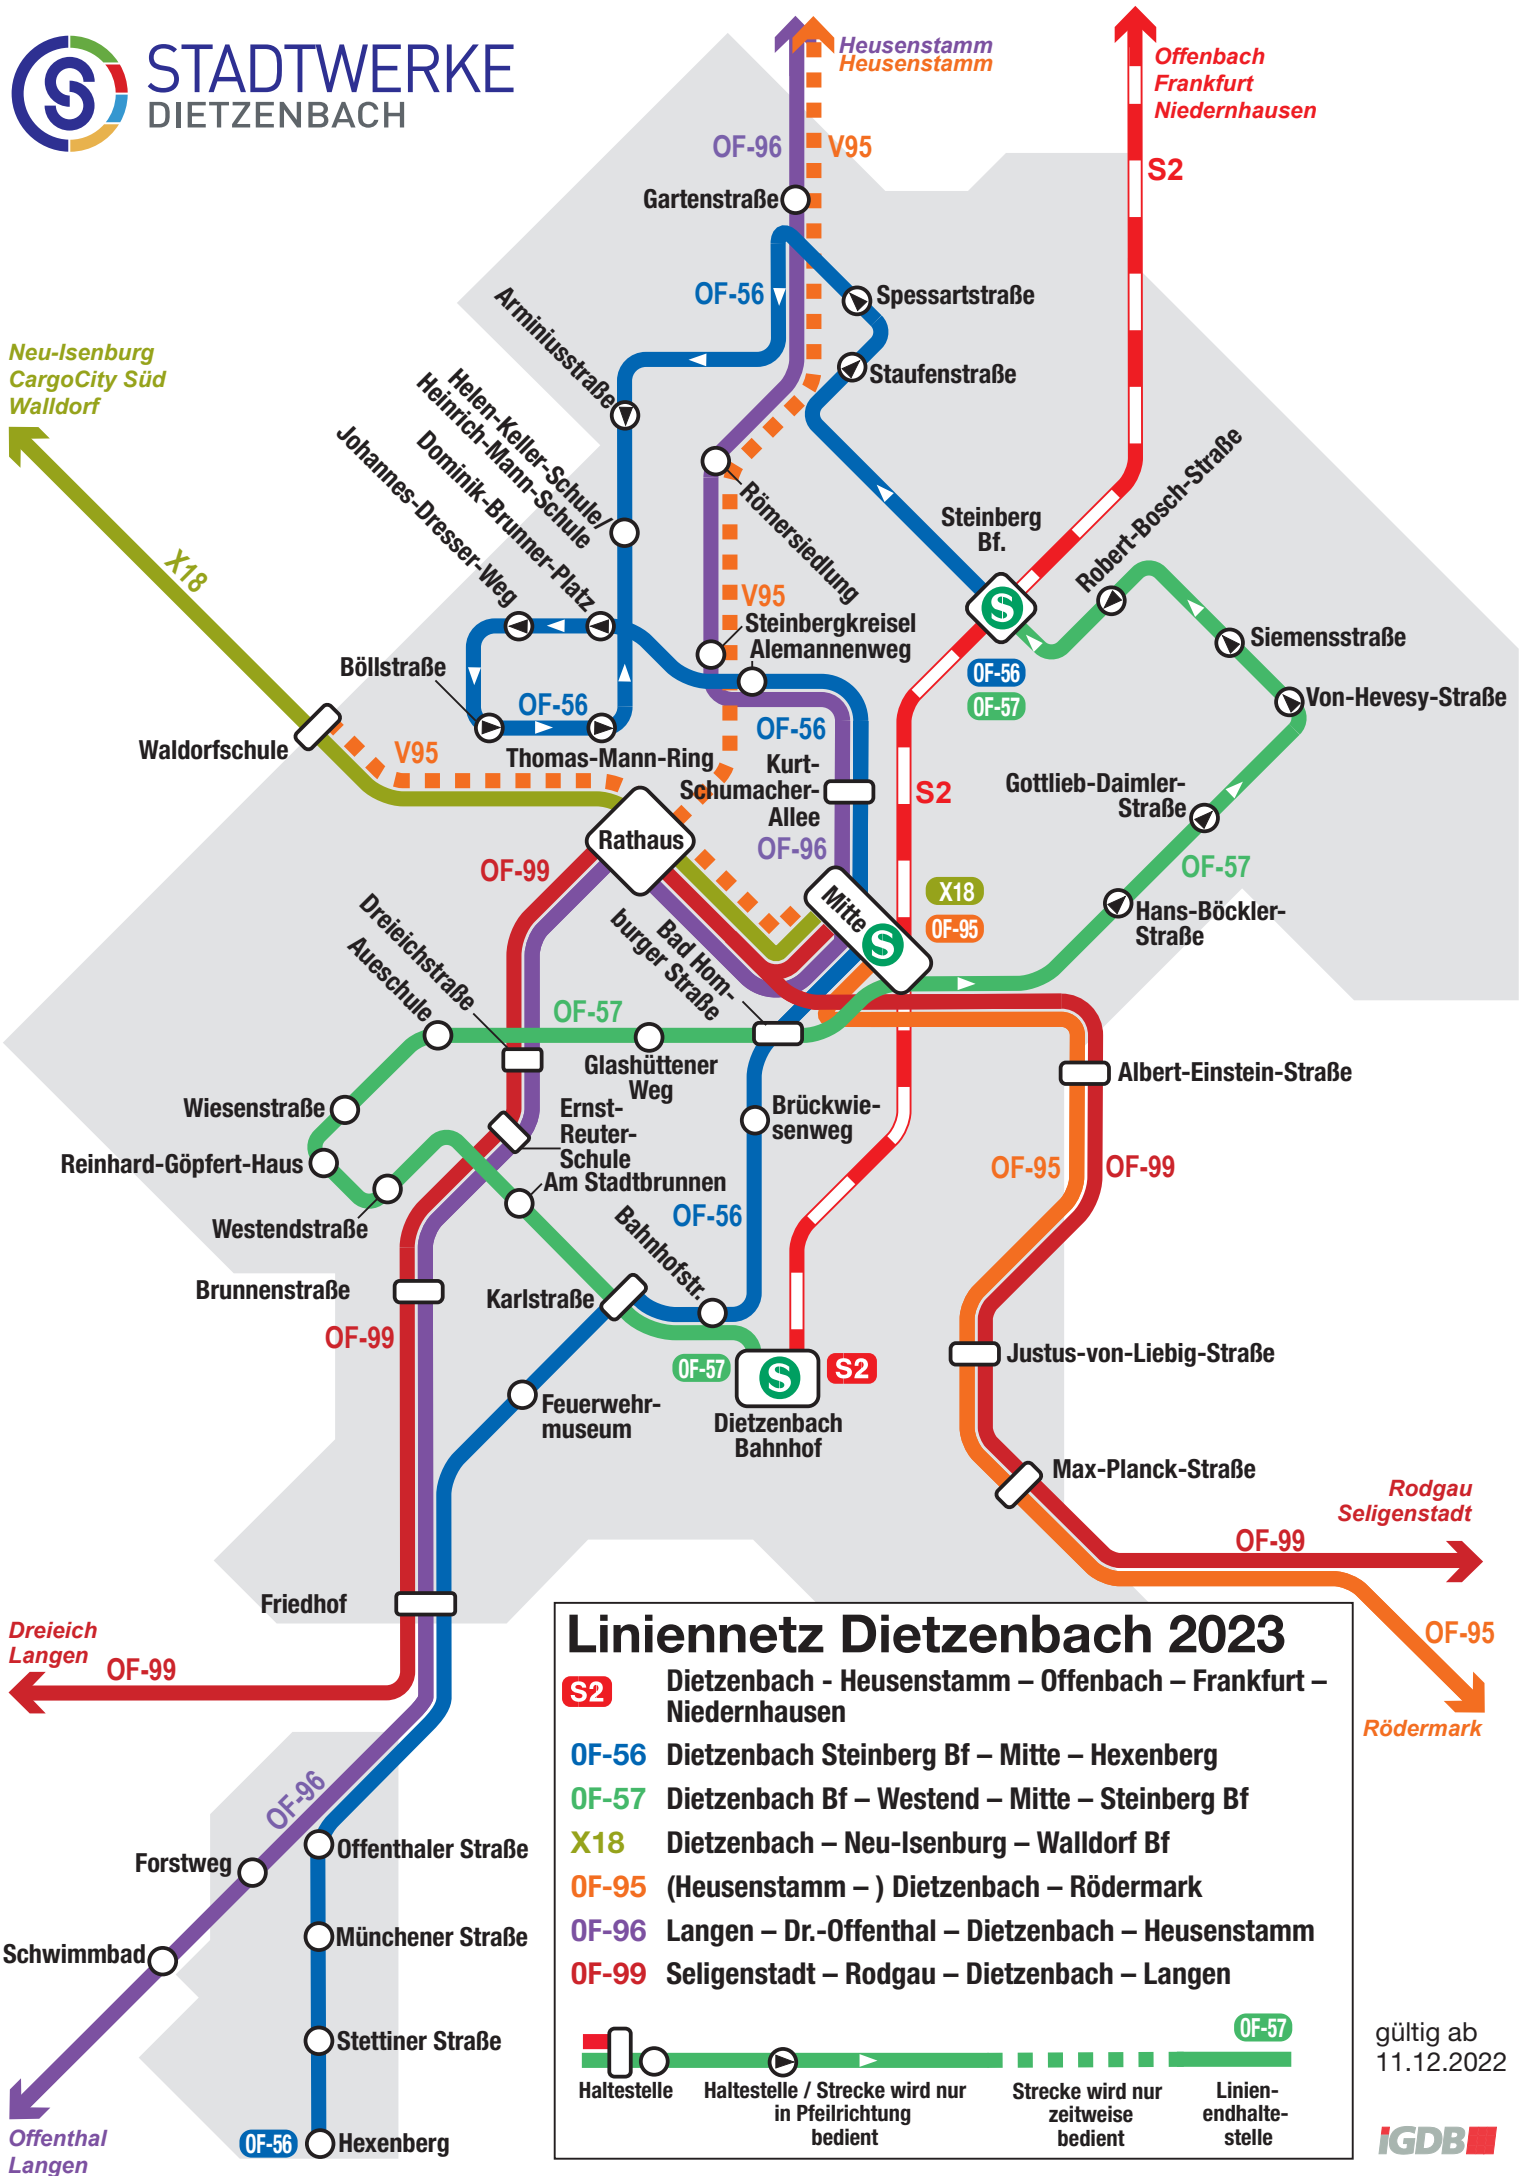 STADTWERKE
DIETZENBACH
Heusenstamm
Heusenstamm
Offenbach
Frankfurt
Niedernhausen
OF-96
V95
S2
Gartenstraße
OF-56
Spessartstraße
Arminiusstraße
Staufenstraße
Neu-Isenburg
CargoCity Süd
Walldorf
Helen-Keller-Schule/
Heinrich-Mann-Schule
Dominik-Brunner-Platz
Johannes-Dresser-Weg
Römersiedlung
Steinberg
Bf.
Robert-Bosch-Straße
X18
V95
Steinbergkreisel
Alemannenweg
Siemensstraße
Böllstraße
OF-56
OF-56
OF-57
Von-Hevesy-Straße
OF-56
Waldorfschule
V95
Thomas-Mann-Ring
Kurt-
Schumacher-
Allee
S2
Gottlieb-Daimler-
Straße
Rathaus
OF-96
OF-99
OF-57
Mitte
S
X18
OF-95
Hans-Böckler-
Straße
Dreieichstraße
Aueschule
Bad Hom-
burger Straße
OF-57
Glashüttener
Weg
Albert-Einstein-Straße
Wiesenstraße
Ernst-
Reuter-
Schule
Brückwie-
senweg
Reinhard-Göpfert-Haus
Am Stadtbrunnen
OF-95
OF-99
Westendstraße
OF-56
Bahnhofstr.
Brunnenstraße
Karlstraße
OF-99
OF-57
S
S2
Justus-von-Liebig-Straße
Feuerwehr-
museum
Dietzenbach
Bahnhof
Max-Planck-Straße
Rodgau
Seligenstadt
OF-99
Friedhof
Dreieich
Langen
OF-99
OF-95
Rödermark
OF-96
Offenthaler Straße
Forstweg
Münchener Straße
Schwimmbad
Stettiner Straße
OF-56
Hexenberg
Offenthal
Langen
S
Liniennetz Dietzenbach 2023
S2 Dietzenbach - Heusenstamm – Offenbach – Frankfurt –
Niedernhausen
OF-56 Dietzenbach Steinberg Bf – Mitte – Hexenberg
OF-57 Dietzenbach Bf – Westend – Mitte – Steinberg Bf
X18 Dietzenbach – Neu-Isenburg – Walldorf Bf
OF-95 (Heusenstamm – ) Dietzenbach – Rödermark
OF-96 Langen – Dr.-Offenthal – Dietzenbach – Heusenstamm
OF-99 Seligenstadt – Rodgau – Dietzenbach – Langen
OF-57
Haltestelle
Haltestelle / Strecke wird nur
in Pfeilrichtung
bedient
Strecke wird nur
zeitweise
bedient
Linien-
endhalte-
stelle
gültig ab
11.12.2022
iGDB